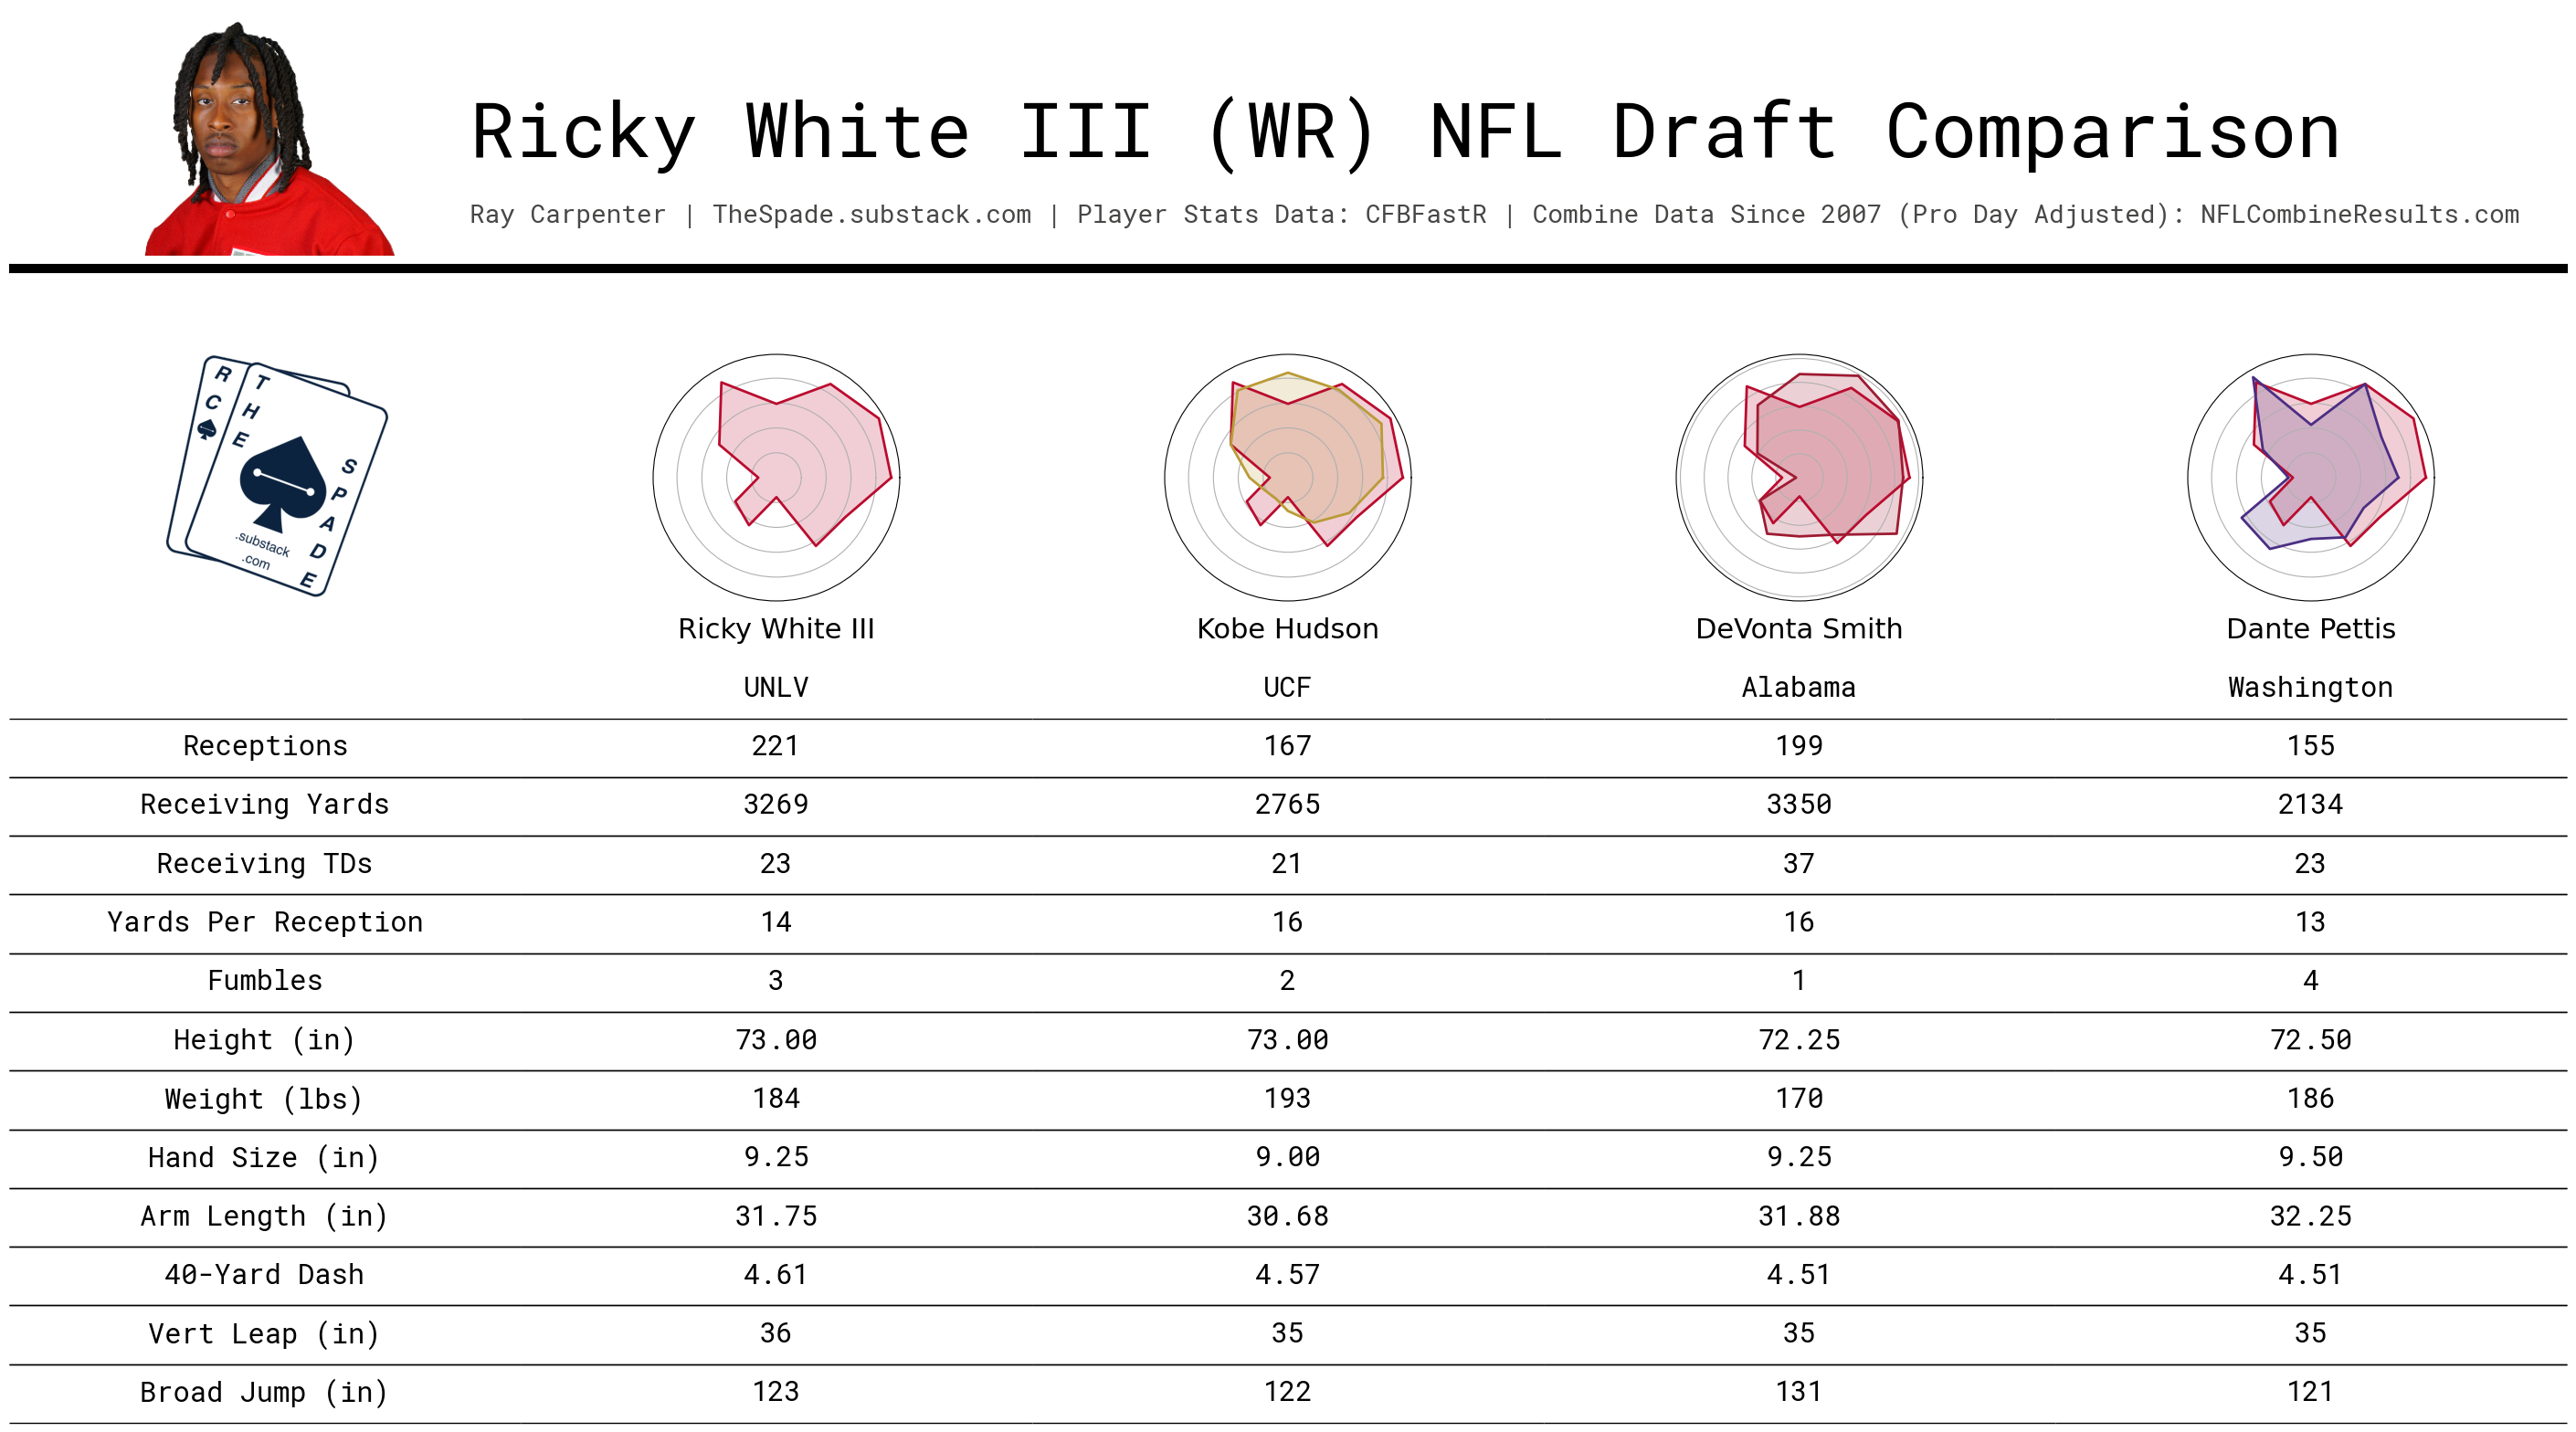 Ricky White III (WR) NFL Draft Comparison
Ray Carpenter | TheSpade.substack.com | Player Stats Data: CFBFastR | Combine Data Since 2007 (Pro Day Adjusted): NFLCombineResults.com
RC
THE
SPADE
.substack
.com
Ricky White III Kobe Hudson DeVonta Smith Dante Pettis
UNLV UCF Alabama Washington
Receptions 221 167 199 155
Receiving Yards 3269 2765 3350 2134
Receiving TDs 23 21 37 23
Yards Per Reception 14 16 16 13
Fumbles 3 2 1 4
Height (in) 73.00 73.00 72.25 72.50
Weight (lbs) 184 193 170 186
Hand Size (in) 9.25 9.00 9.25 9.50
Arm Length (in) 31.75 30.68 31.88 32.25
40-Yard Dash 4.61 4.57 4.51 4.51
Vert Leap (in) 36 35 35 35
Broad Jump (in) 123 122 131 121